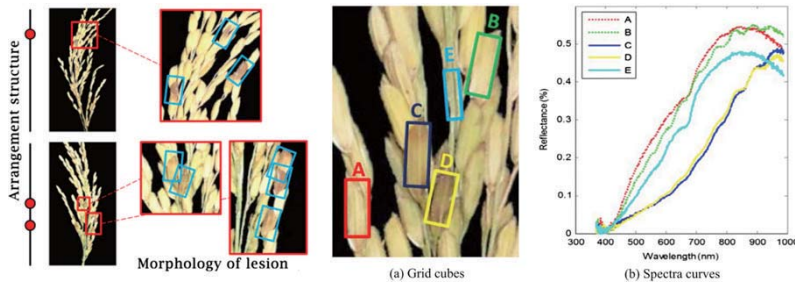 Arrangement structure
Morphology of lesion
A
B
C
D
E
(a) Grid cubes
A
B
C
D
E
Reflectance (%)
0.5
0.4
0.3
0.2
0.1
0
300 400 500 600 700 800 900 1000
Wavelength (nm)
(b) Spectra curves